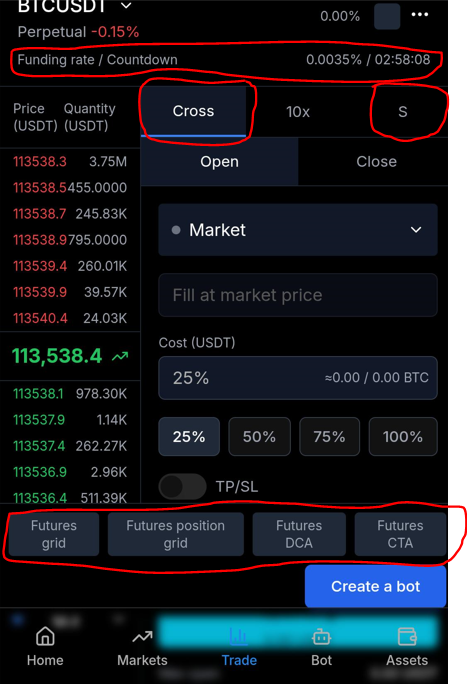 BTCUSDT
0.00%
Perpetual -0.15%
Funding rate / Countdown 0.0035% / 02:58:08
Price Quantity
(USDT) (USDT)
Cross 10x S
Open Close
113538.3 3.75M
113538.5 455.0000
113538.7 245.83K
113538.9 795.0000
113539.4 260.01K
113539.9 39.57K
113540.4 24.03K
113,538.4
113538.1 978.30K
113537.9 1.14K
113537.4 262.27K
113536.9 2.96K
113536.4 511.39K
Market
Fill at market price
Cost (USDT)
25% ≈0.00 / 0.00 BTC
25% 50% 75% 100%
TP/SL
Futures
grid
Futures position
grid
Futures
DCA
Futures
CTA
Create a bot
Home Markets Trade Bot Assets